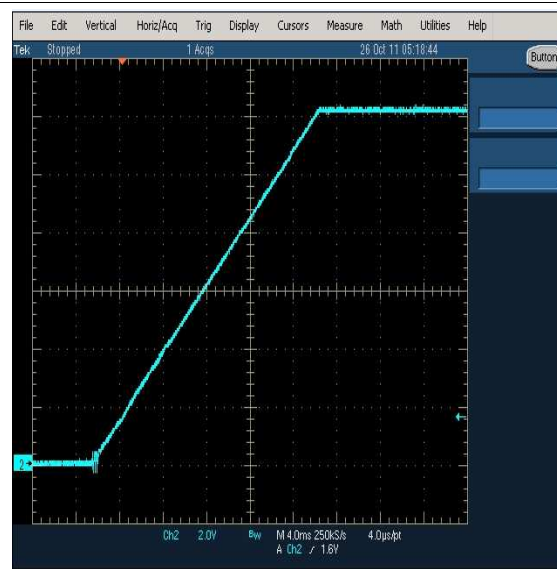 File Edit Vertical Horiz/Acq Trig Display Cursors Measure Math Utilities Help
Tek Stopped 1 Acqs 26 Oct 11 05:18:44
Button
2
Ch2 2.0V Bw M 4.0ms 250kS/s 4.0µs/pt
A Ch2 / 1.6V